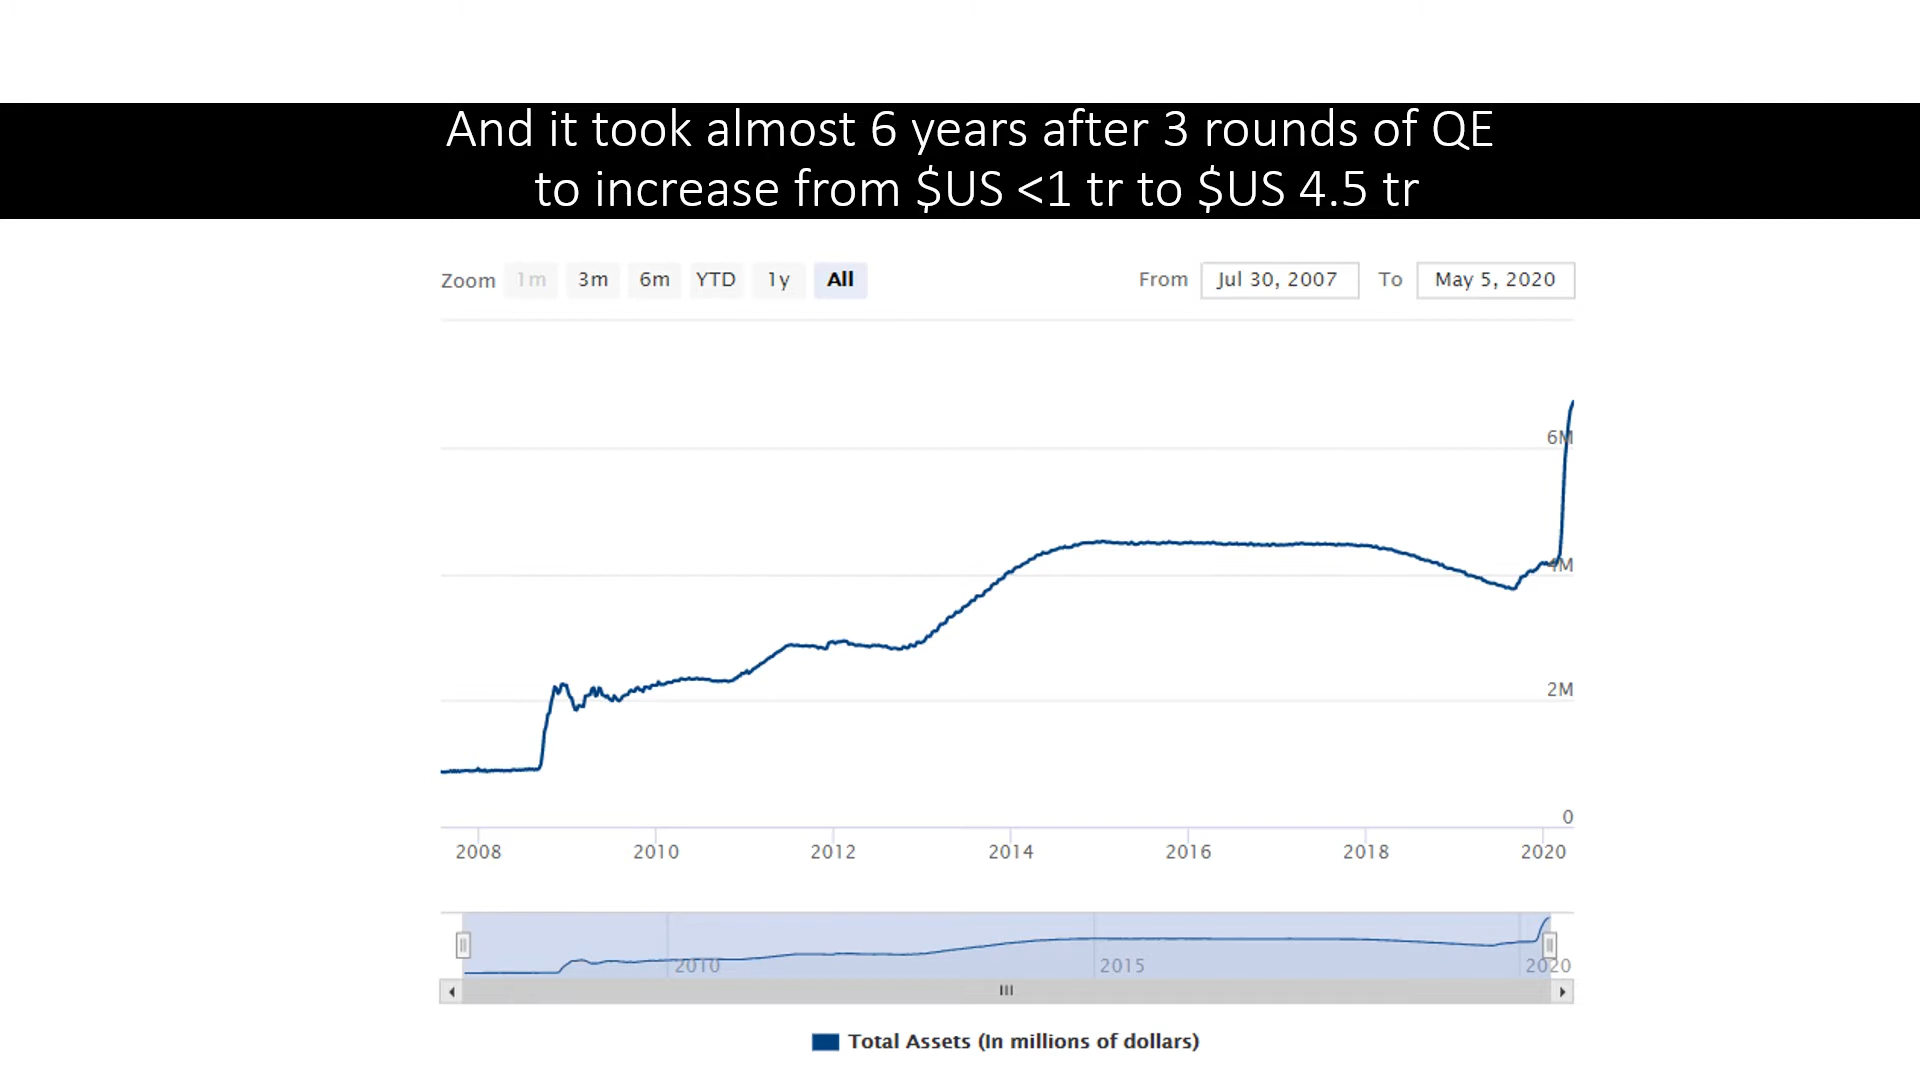 And it took almost 6 years after 3 rounds of QE
to increase from $US <1 tr to $US 4.5 tr
Zoom 1m 3m 6m YTD 1y All From Jul 30, 2007 To May 5, 2020
6M
4M
2M
0
2008 2010 2012 2014 2016 2018 2020
2010 2015 2020
Total Assets (In millions of dollars)